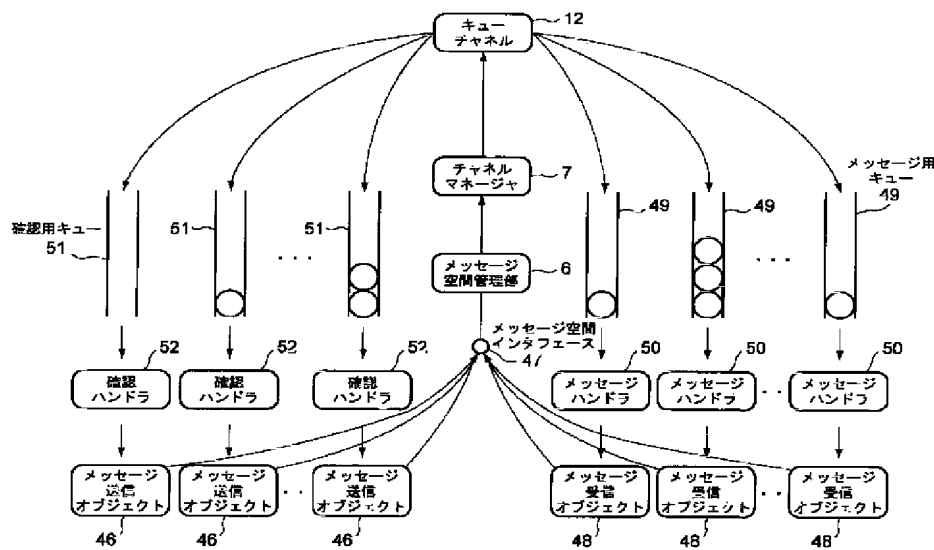 キュー
チャネル
12
チャネル
マネージャ
7
メッセージ用
キュー
49
49
49
確認用キュー
51
51
51
・・・
・・・
メッセージ
空間管理部
6
メッセージ空間
インタフェース
47
52
52
52
50
50
50
確認
ハンドラ
確認
ハンドラ
確認
ハンドラ
メッセージ
ハンドラ
メッセージ
ハンドラ
・・
メッセージ
ハンドラ
メッセージ
送信
オブジェクト
メッセージ
送信
オブジェクト
・・
メッセージ
送信
オブジェクト
メッセージ
受信
オブジェクト
メッセージ
受信
オブジェクト
・・
メッセージ
受信
オブジェクト
46
46
46
48
48
48